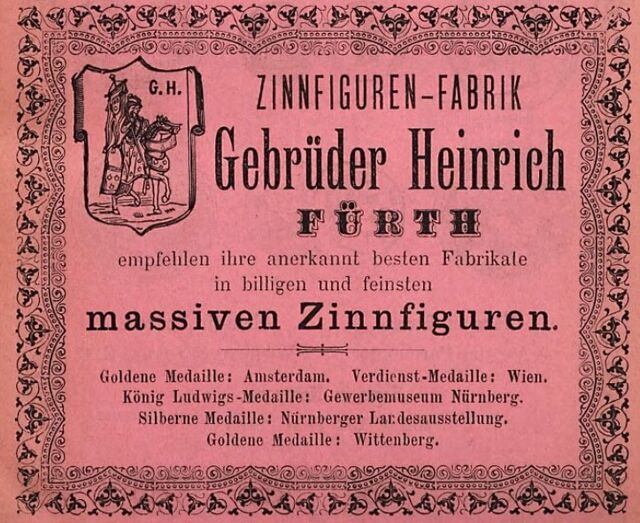 G. H.
ZINNFIGUREN-FABRIK
Gebrüder Heinrich
FÜRTH
empfehlen ihre anerkannt besten Fabrikate
in billigen und feinsten
massiven Zinnfiguren.
Goldene Medaille: Amsterdam. Verdienst-Medaille: Wien.
König Ludwigs-Medaille: Gewerbemuseum Nürnberg.
Silberne Medaille: Nürnberger Landesausstellung.
Goldene Medaille: Wittenberg.